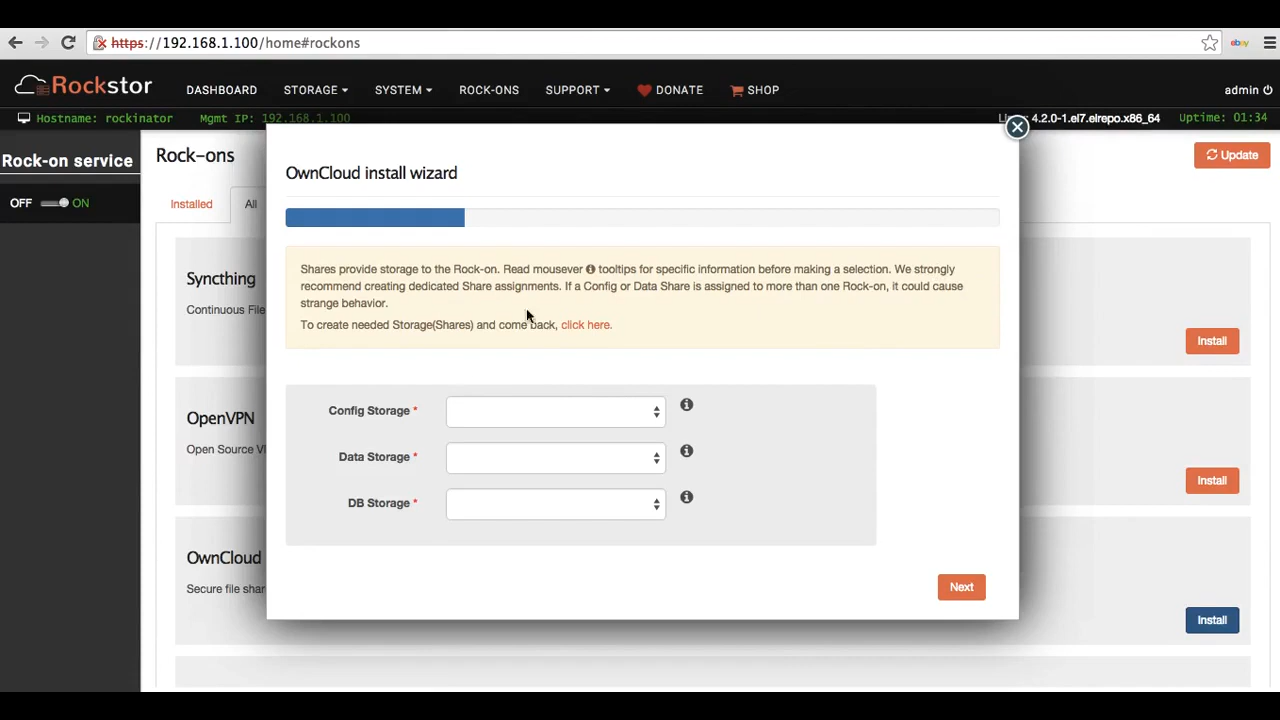 https://192.168.1.100/home#rockons
ebay
Rockstor
DASHBOARD
STORAGE
SYSTEM
ROCK-ONS
SUPPORT
DONATE
SHOP
admin
Hostname: rockinator
Mgmt IP: 192.168.1.100
4.2.0-1.el7.elrepo.x86_64
Uptime: 01:34
Rock-on service
OFF ON
Rock-ons
Update
Installed
All
OwnCloud install wizard
Shares provide storage to the Rock-on. Read mousever tooltips for specific information before making a selection. We strongly
recommend creating dedicated Share assignments. If a Config or Data Share is assigned to more than one Rock-on, it could cause
strange behavior.
To create needed Storage(Shares) and come back, click here.
Config Storage *
Data Storage *
DB Storage *
Next
Syncthing
Continuous File
Install
OpenVPN
Open Source
Install
OwnCloud
Secure file
Install